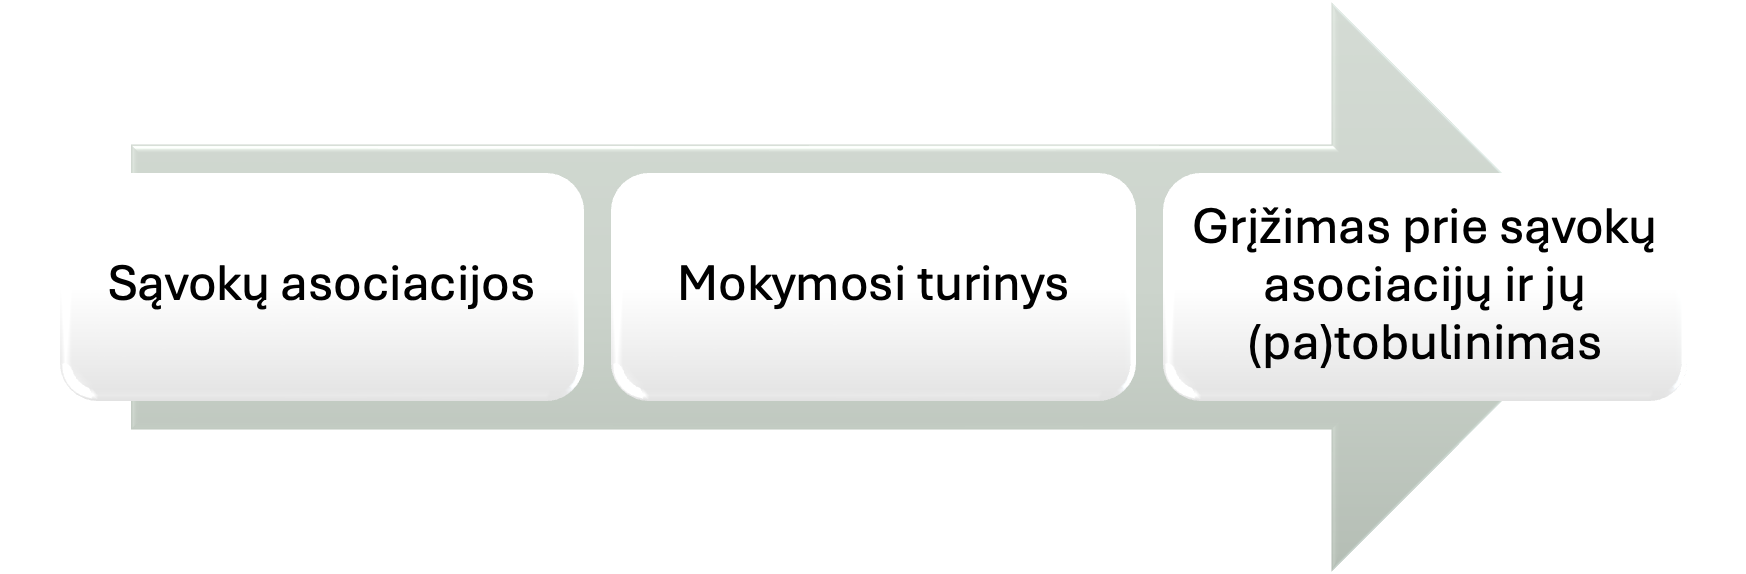 Sąvokų asociacijos
Mokymosi turinys
Grįžimas prie sąvokų
asociacijų ir jų
(pa)tobulinimas